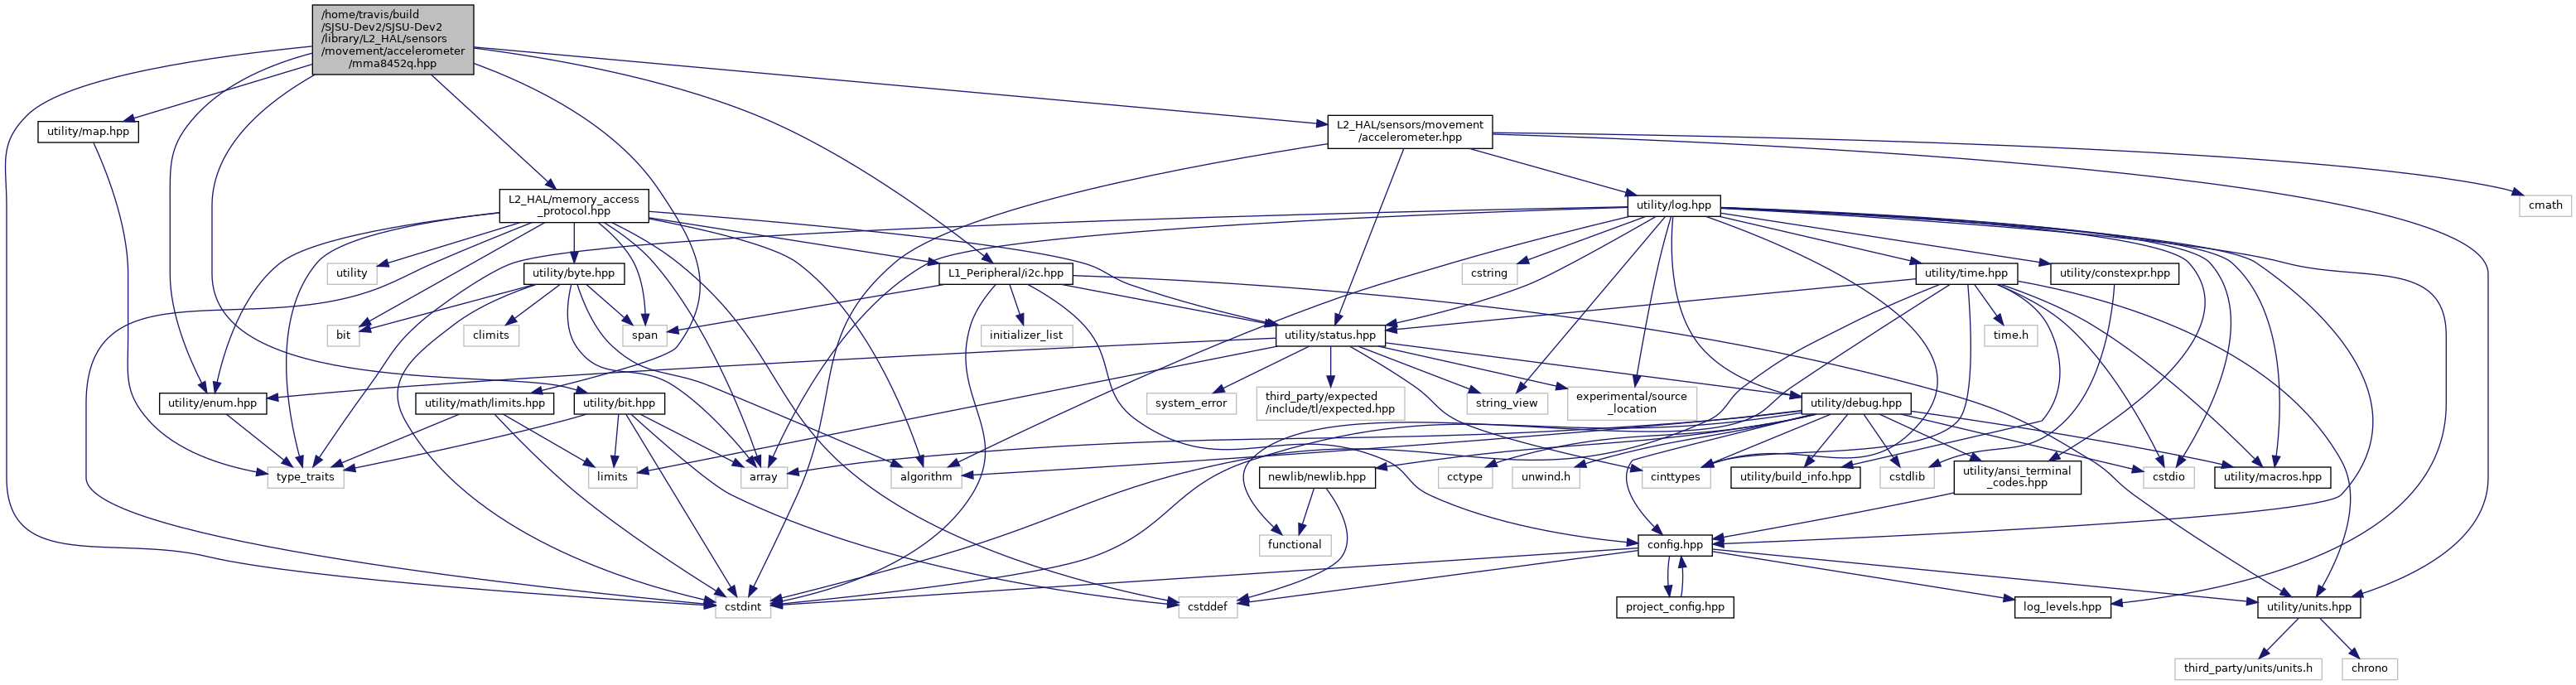 /home/travis/build
/SJSU-Dev2/SJSU-Dev2
/library/L2_HAL/sensors
/movement/accelerometer
/mma8452q.hpp
utility/map.hpp
L2_HAL/sensors/movement
/accelerometer.hpp
L2_HAL/memory_access
_protocol.hpp
utility/log.hpp
cmath
utility
utility/byte.hpp
L1_Peripheral/i2c.hpp
cstring
utility/time.hpp
utility/constexpr.hpp
bit
climits
span
initializer_list
utility/status.hpp
time.h
utility/enum.hpp
utility/math/limits.hpp
utility/bit.hpp
system_error
third_party/expected
/include/tl/expected.hpp
string_view
experimental/source
_location
utility/debug.hpp
type_traits
limits
array
algorithm
newlib/newlib.hpp
cctype
unwind.h
cinttypes
utility/build_info.hpp
cstdlib
utility/ansi_terminal
_codes.hpp
cstdio
utility/macros.hpp
functional
config.hpp
cstdint
cstddef
project_config.hpp
log_levels.hpp
utility/units.hpp
third_party/units/units.h
chrono